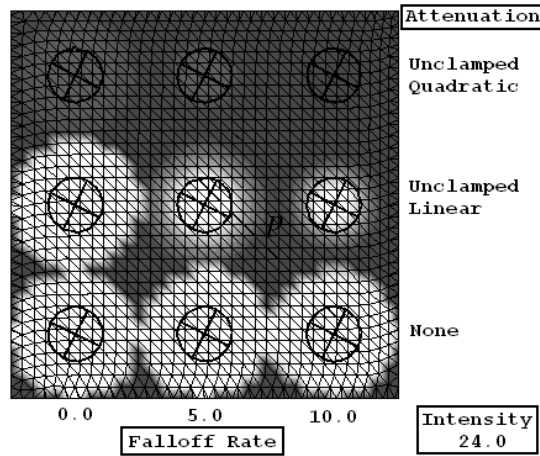 Attenuation
Unclamped
Quadratic
Unclamped
Linear
p
None
0.0 5.0 10.0
Falloff Rate
Intensity
24.0